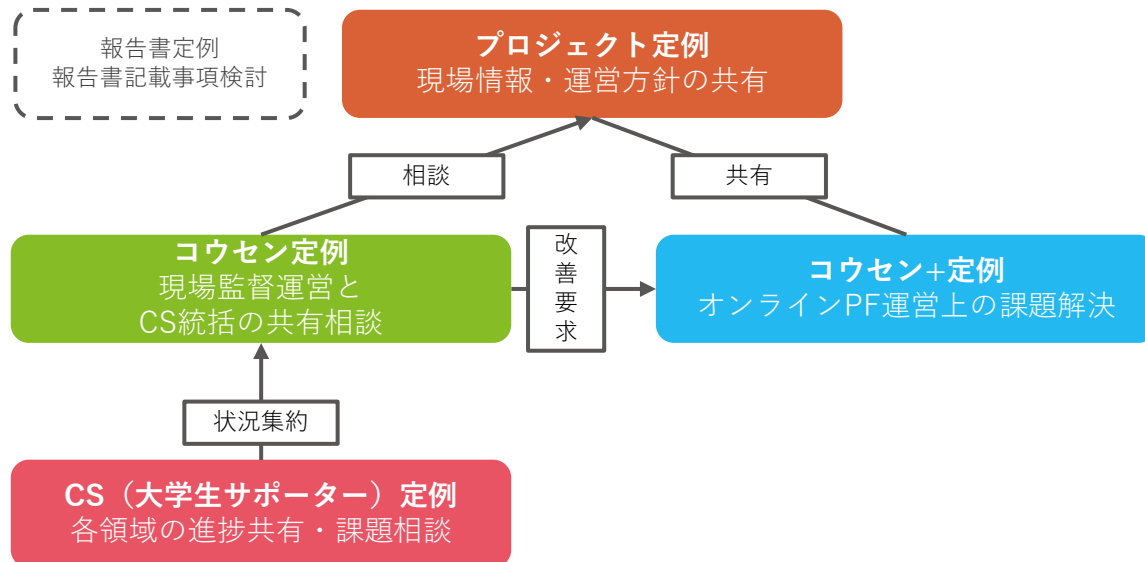 報告書定例
報告書記載事項検討
プロジェクト定例
現場情報・運営方針の共有
相談
共有
コウセン定例
現場監督運営と
CS統括の共有相談
改善要求
コウセン+定例
オンラインPF運営上の課題解決
状況集約
CS（大学生サポーター）定例
各領域の進捗共有・課題相談